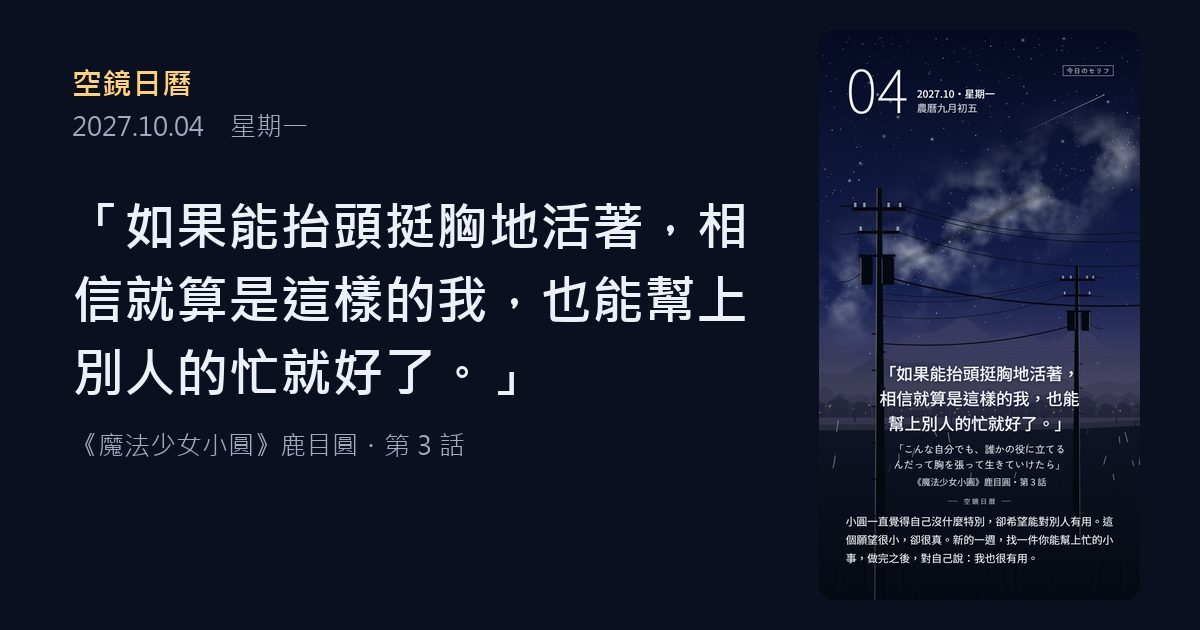 空鏡日曆
2027.10.04 星期一
「如果能抬頭挺胸地活著，相
信就算是這樣的我，也能幫上
別人的忙就好了。」
《魔法少女小圓》鹿目圓・第 3 話
04
2027.10・星期一
農曆九月初五
今日のセリフ
「如果能抬頭挺胸地活著，
相信就算是這樣的我，也能
幫上別人的忙就好了。」
「こんな自分でも、誰かの役に立てる
んだって胸を張って生きていけたら」
《魔法少女小圓》鹿目圓・第 3 話
— 空鏡日曆 —
小圓一直覺得自己沒什麼特別，卻希望能對別人有用。這
個願望很小，卻很真。新的一週，找一件你能幫上忙的小
事，做完之後，對自己說：我也很有用。